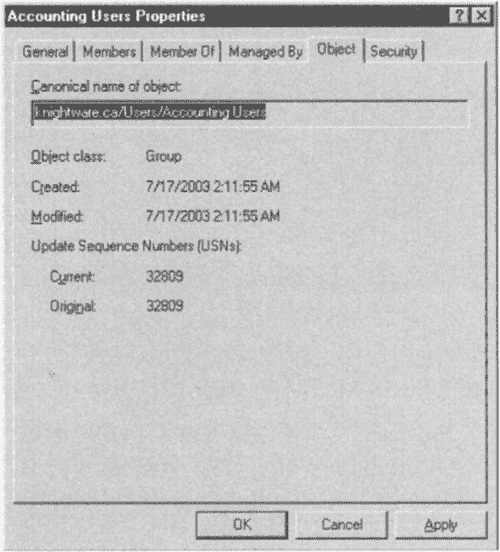 Accounting Users Properties
General Members Member Of Managed By Object Security
Canonical name of object:
knightware.ca/Users/Accounting Users
Object class: Group
Created: 7/17/2003 2:11:55 AM
Modified: 7/17/2003 2:11:55 AM
Update Sequence Numbers (USNs):
Current: 32809
Original: 32809
OK Cancel Apply